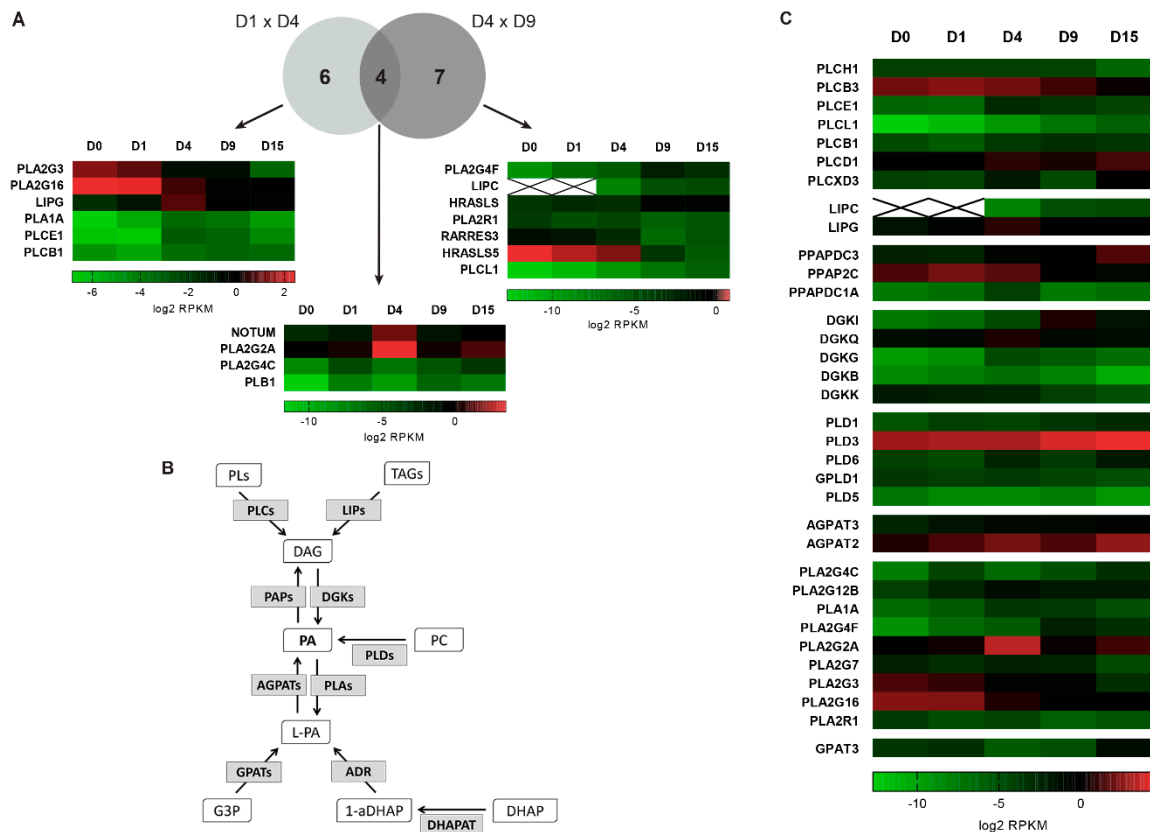 A
D1 x D4
D4 x D9
6
4
7
D0 D1 D4 D9 D15
PLA2G3
PLA2G16
LIPG
PLA1A
PLCE1
PLCB1
-6 -4 -2 0 2
log2 RPKM
D0 D1 D4 D9 D15
PLA2G4F
LIPC
HRASLS
PLA2R1
RARRES3
HRASLS5
PLCL1
-10 -5 0
log2 RPKM
D0 D1 D4 D9 D15
NOTUM
PLA2G2A
PLA2G4C
PLB1
-10 -5 0
log2 RPKM
B
PLs TAGs
PLCs LIPs
DAG
PAPs DGKs
PA PC
PLDs
AGPATs PLAs
L-PA
GPATs ADR
G3P 1-aDHAP DHAP
DHAPAT
C
D0 D1 D4 D9 D15
PLCH1
PLCB3
PLCE1
PLCL1
PLCB1
PLCD1
PLCXD3
LIPC
LIPG
PPAPDC3
PPAP2C
PPAPDC1A
DGKI
DGKQ
DGKG
DGKB
DGKK
PLD1
PLD3
PLD6
GPLD1
PLD5
AGPAT3
AGPAT2
PLA2G4C
PLA2G12B
PLA1A
PLA2G4F
PLA2G2A
PLA2G7
PLA2G3
PLA2G16
PLA2R1
GPAT3
-10 -5 0
log2 RPKM